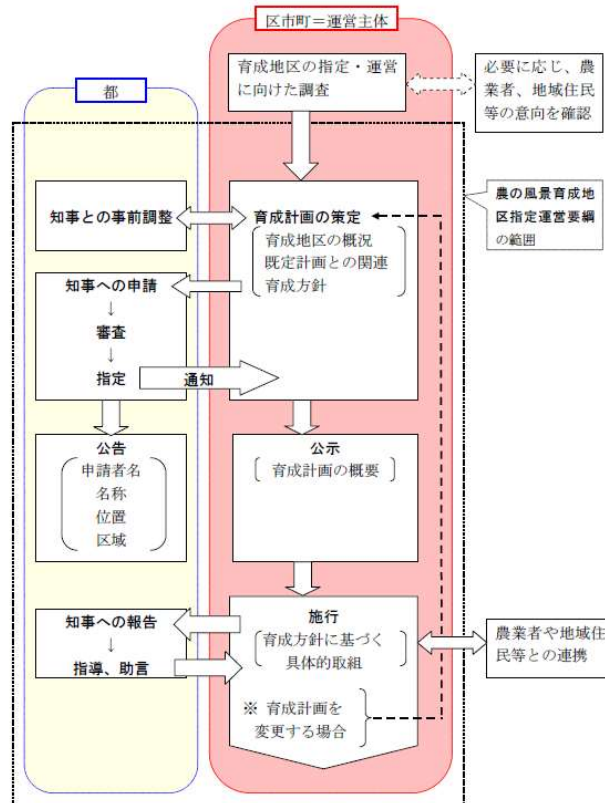 区市町＝運営主体
育成地区の指定・運営
に向けた調査
必要に応じ、農
業者、地域住民
等の意向を確認
都
農の風景育成地
区指定運営要綱
の範囲
知事との事前調整
育成計画の策定
育成地区の概況
既定計画との関連
育成方針
知事への申請
↓
審査
↓
指定
通知
公告
申請者名
名称
位置
区域
公示
育成計画の概要
知事への報告
↓
指導、助言
施行
育成方針に基づく
具体的取組
※ 育成計画を
変更する場合
農業者や地域住
民等との連携